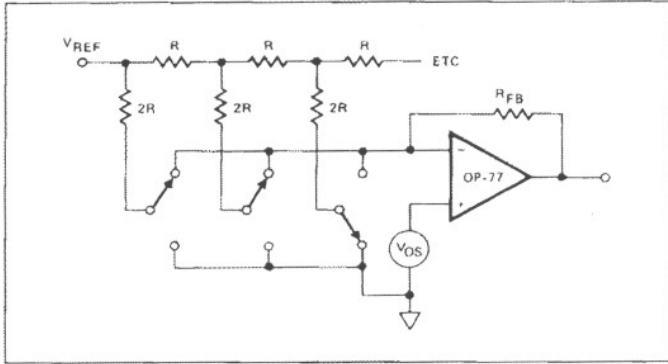 VREF R R R ETC
2R 2R 2R RFB
− OP-77 +
VOS